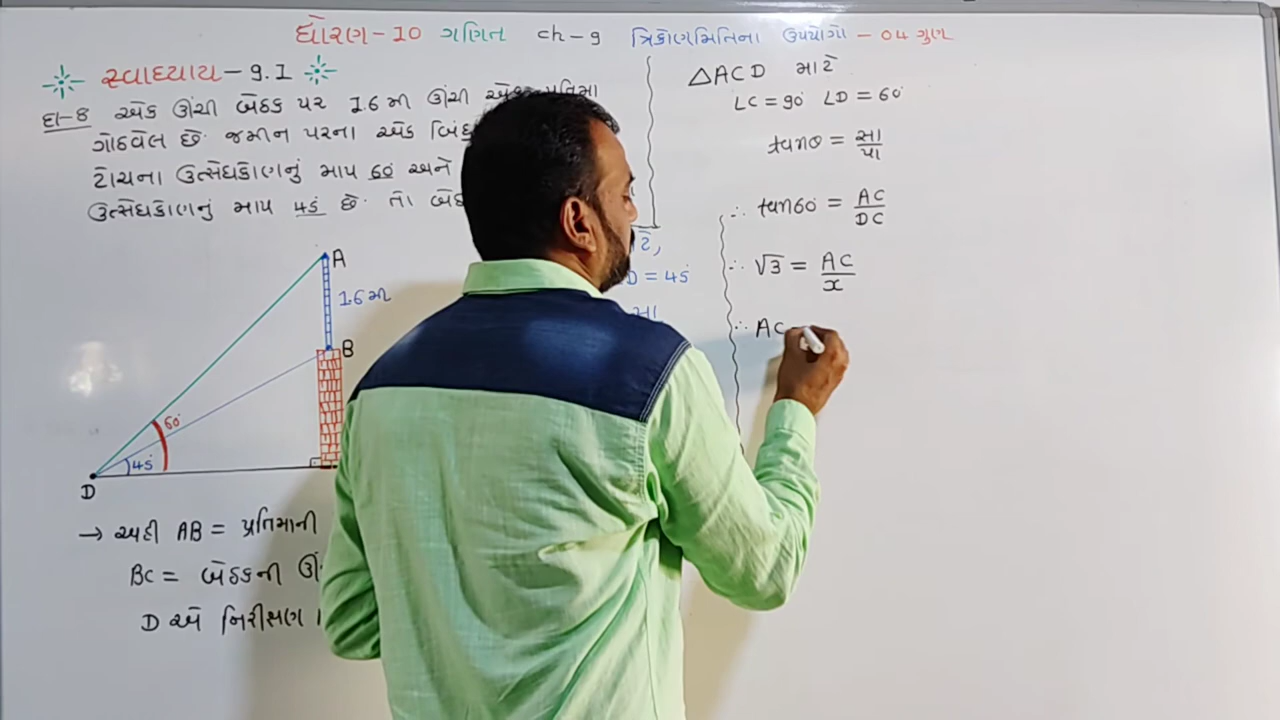 ધોરણ-10 ગણિત ch-9 ત્રિકોણમિતિના ઉપયોગો - 04 ગુણ
સ્વાધ્યાય-9.1
દા-8 એક ઊંચી બેઠક પર 1.6 મી ઊંચી એક પ્રતિમા
ગોઠવેલ છે. જમીન પરના એક
ટોચના ઉત્સેધકોણનું માપ 60° અને
ઉત્સેધકોણનું માપ 45° છે. તો
A
1.6 મી
B
60°
45°
D
→ અહીં AB = પ્રતિમાની
BC = બેઠકની
D એ નિરીક્ષણ
D = 45°
સા
△ACD માટે
∠C = 90° ∠D = 60°
tanθ = સા/પા
∴ tan60° = AC/DC
∴ √3 = AC/x
∴ AC